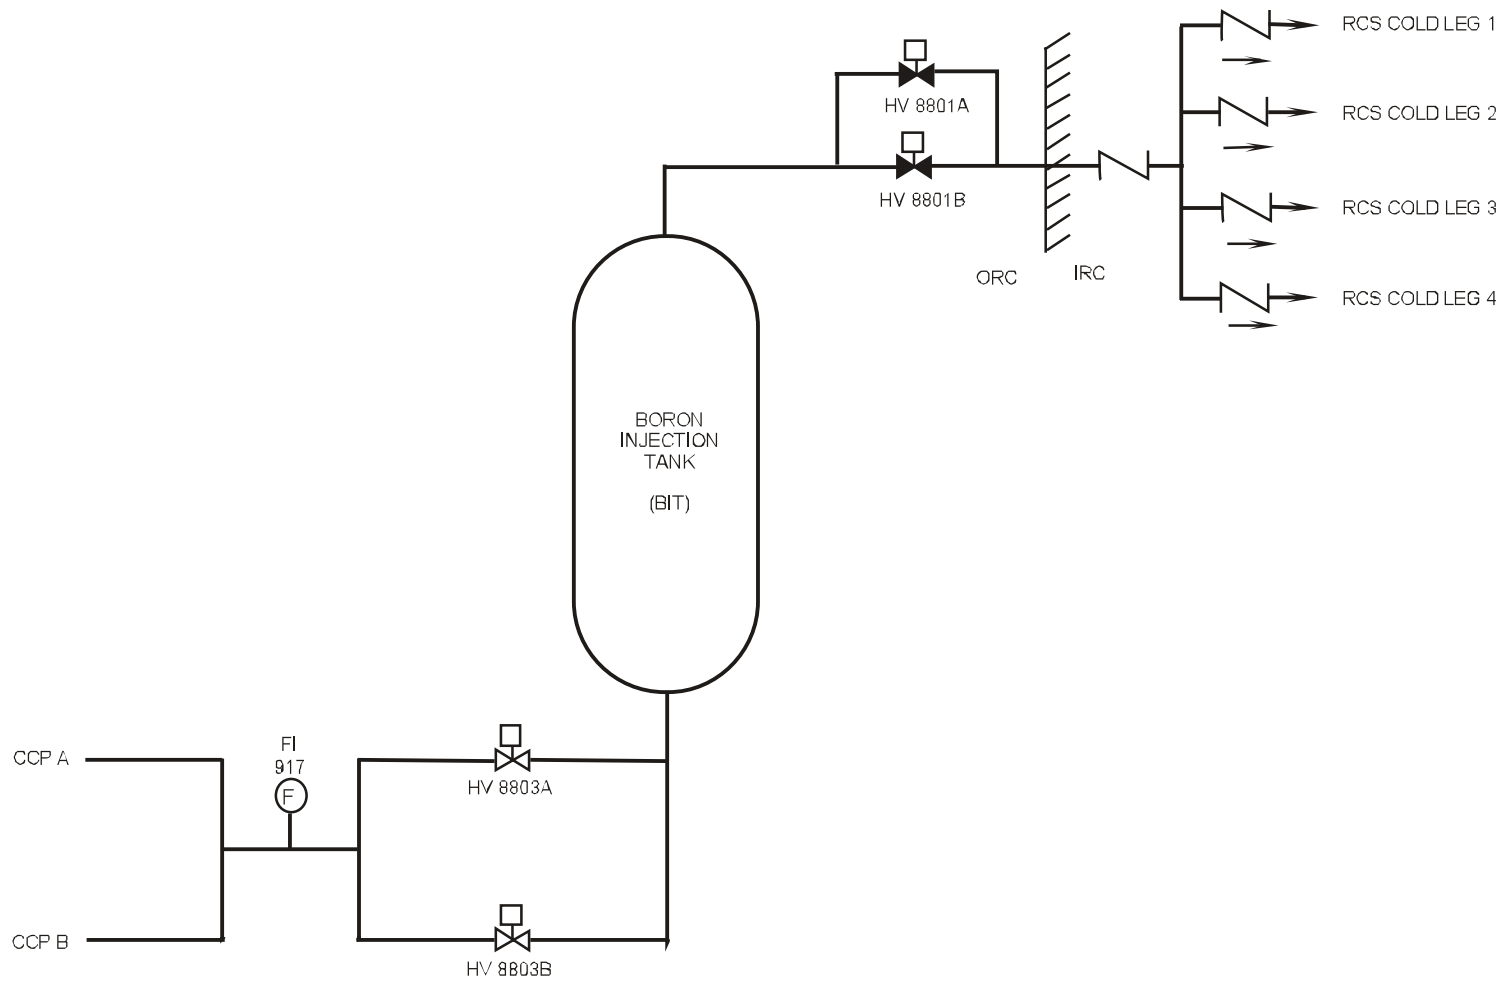 RCS COLD LEG 1
HV 8801A
RCS COLD LEG 2
HV 8801B
RCS COLD LEG 3
ORC
IRC
RCS COLD LEG 4
BORON
INJECTION
TANK
(BIT)
FI
917
CCP A
F
HV 8803A
CCP B
HV 8803B